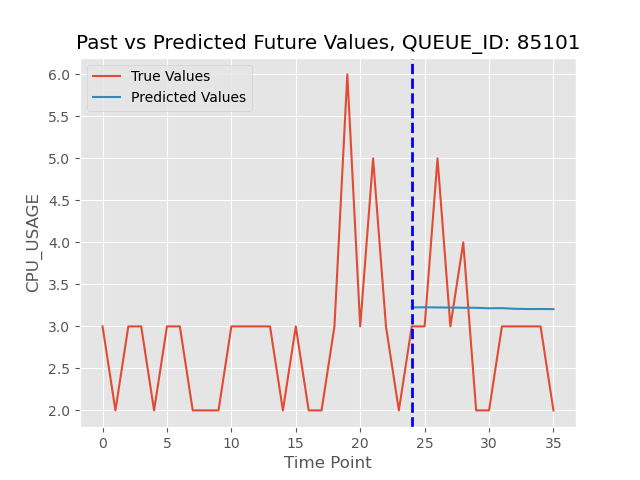 Past vs Predicted Future Values, QUEUE_ID: 85101
True Values
Predicted Values
6.0
5.5
5.0
4.5
4.0
3.5
3.0
2.5
2.0
CPU_USAGE
0 5 10 15 20 25 30 35
Time Point